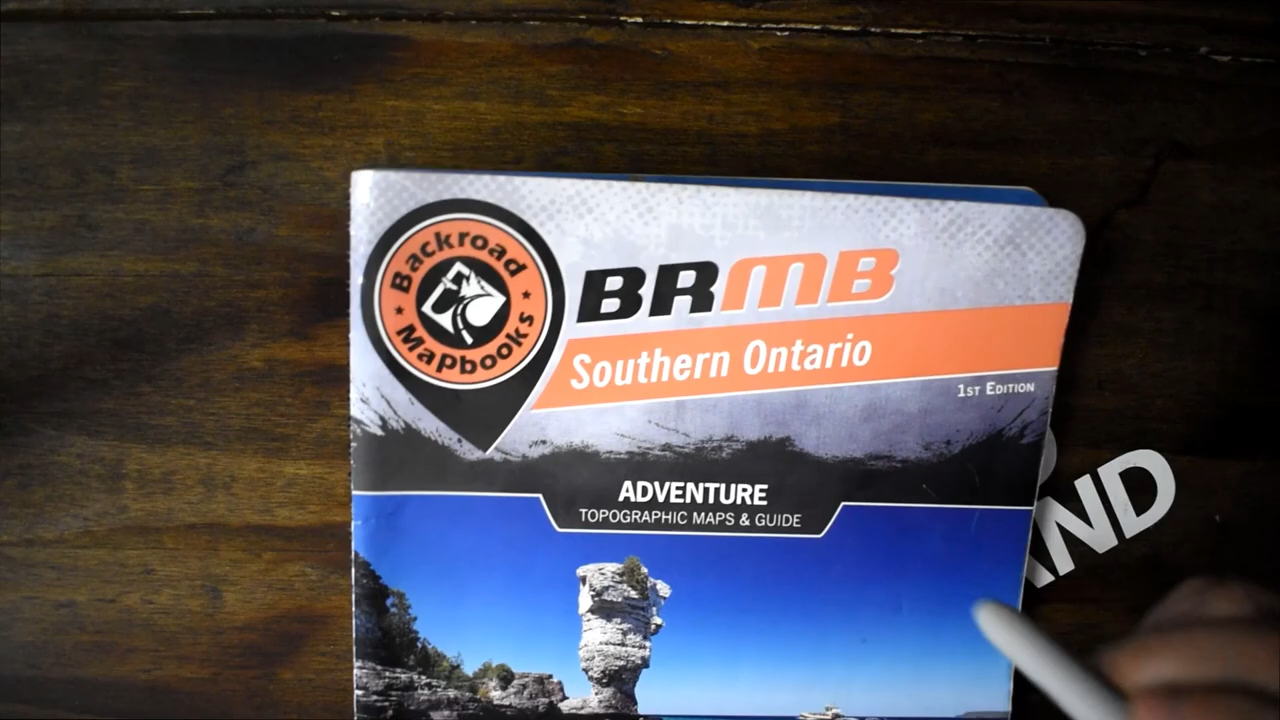 Backroad
Mapbooks
BRMB
Southern Ontario
1ST EDITION
ADVENTURE
TOPOGRAPHIC MAPS & GUIDE